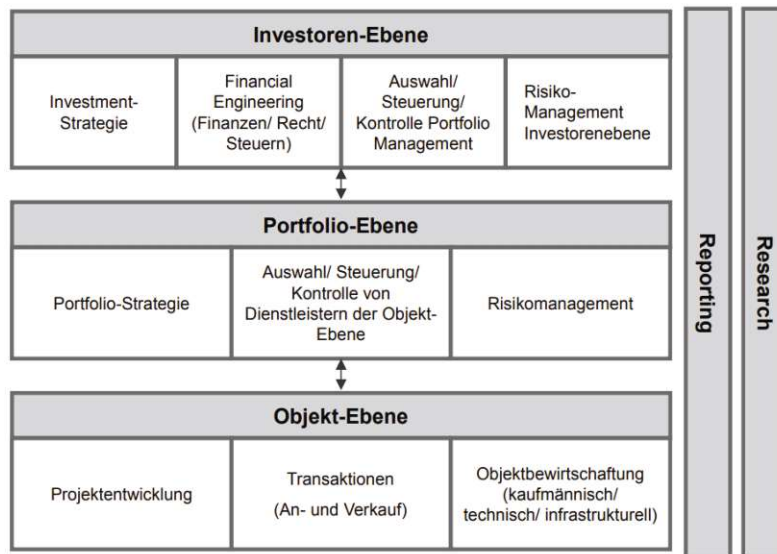 Investoren-Ebene
Investment-
Strategie
Financial
Engineering
(Finanzen/ Recht/
Steuern)
Auswahl/
Steuerung/
Kontrolle Portfolio
Management
Risiko-
Management
Investorenebene
Portfolio-Ebene
Portfolio-Strategie
Auswahl/ Steuerung/
Kontrolle von
Dienstleistern der Objekt-
Ebene
Risikomanagement
Objekt-Ebene
Projektentwicklung
Transaktionen
(An- und Verkauf)
Objektbewirtschaftung
(kaufmännisch/
technisch/ infrastrukturell)
Reporting
Research